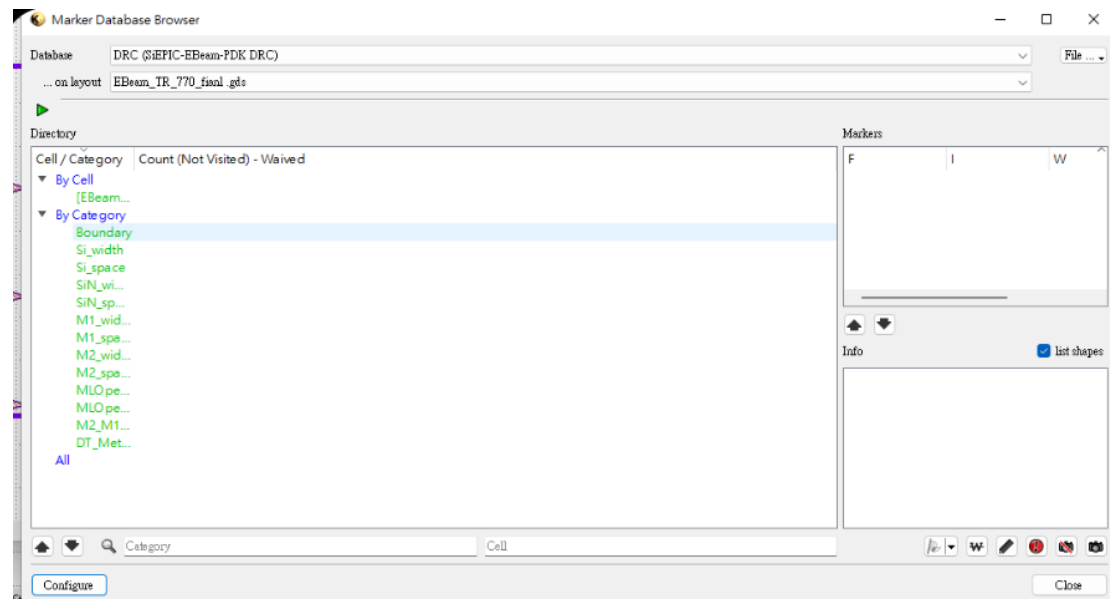 Marker Database Browser
Database DRC (SiEPIC-EBeam-PDK DRC) File ...
... on layout EBeam_TR_770_fianl .gds
Directory Markers
Cell / Category Count (Not Visited) - Waived F I W
By Cell
[EBeam...
By Category
Boundary
Si_width
Si_space
SiN_wi...
SiN_sp...
M1_wid...
M1_spa...
M2_wid...
M2_spa...
MLOpe...
MLOpe...
M2_M1...
DT_Met...
All
Info list shapes
Category Cell W
Configure Close